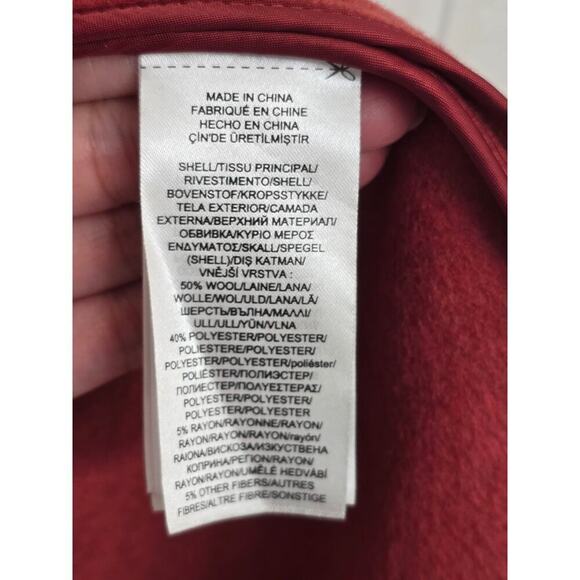 MADE IN CHINA
FABRIQUÉ EN CHINE
HECHO EN CHINA
ÇİN'DE ÜRETİLMİŞTİR
SHELL/TISSU PRINCIPAL/
RIVESTIMENTO/SHELL/
BOVENSTOF/KROPSSTYKKE/
TELA EXTERIOR/CAMADA
EXTERNA/ВЕРХНИЙ МАТЕРИАЛ/
ОБВИВКА/ΚΥΡΙΟ ΜΕΡΟΣ
ΕΝΔΥΜΑΤΟΣ/SKALL/SPEGEL
(SHELL)/DIŞ KATMAN/
VNĚJŠÍ VRSTVA :
50% WOOL/LAINE/LANA/
WOLLE/WOL/ULD/LANA/LÃ/
ШЕРСТЬ/ВЪЛНА/ΜΑΛΛΙ/
ULL/ULL/YÜN/VLNA
40% POLYESTER/POLYESTER/
POLIESTERE/POLYESTER/
POLYESTER/POLYESTER/poliéster/
POLIÉSTER/ПОЛИЭСТЕР/
ПОЛИЕСТЕР/ΠΟΛΥΕΣΤΕΡΑΣ/
POLYESTER/POLYESTER/
POLYESTER/POLYESTER
5% RAYON/RAYONNE/RAYON/
RAYON/RAYON/RAYON/rayón/
RAIONA/ВИСКОЗА/ИЗКУСТВЕНА
КОПРИНА/ΡΕΓΙΟΝ/RAYON/
RAYON/RAYON/UMĚLÉ HEDVÁBÍ
5% OTHER FIBERS/AUTRES
FIBRES/ALTRE FIBRE/SONSTIGE